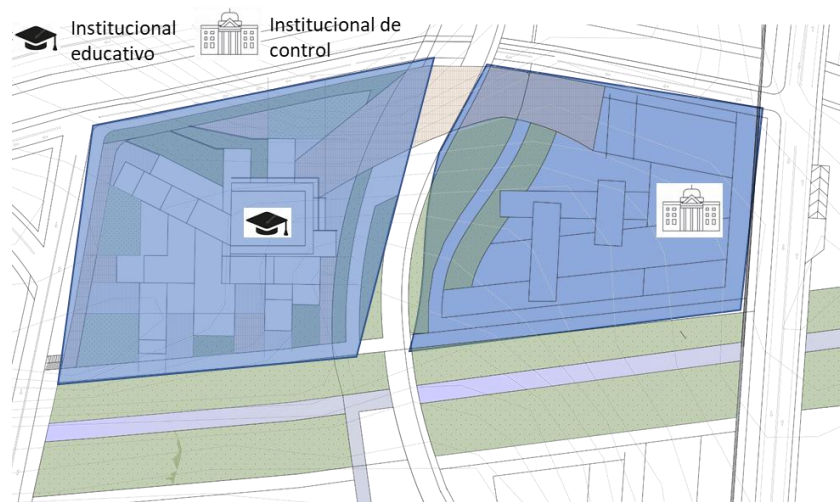 Institucional
educativo
Institucional de
control